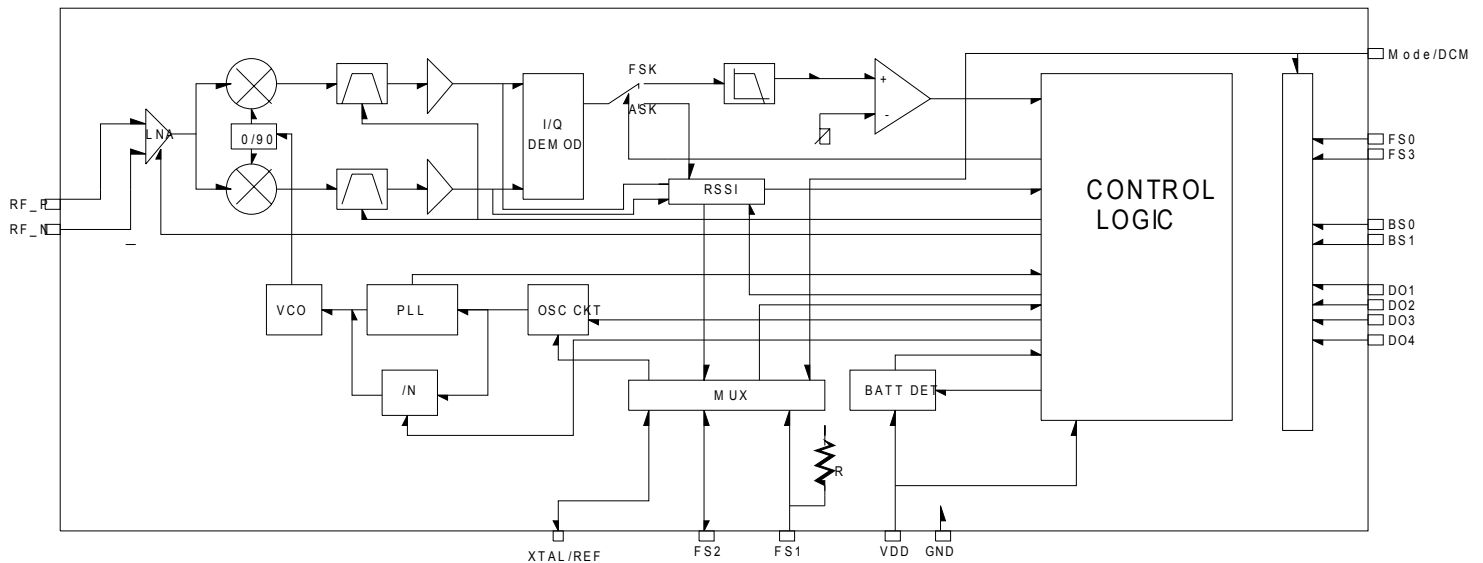 Mode/DCM
FSK
ASK
+
-
LNA
0/90
I/Q
DEMOD
RSSI
CONTROL
LOGIC
FS0
FS3
RF_P
RF_N
BS0
BS1
VCO
PLL
OSC CKT
DO1
DO2
DO3
DO4
/N
MUX
BATT DET
R
XTAL/REF
FS2
FS1
VDD
GND